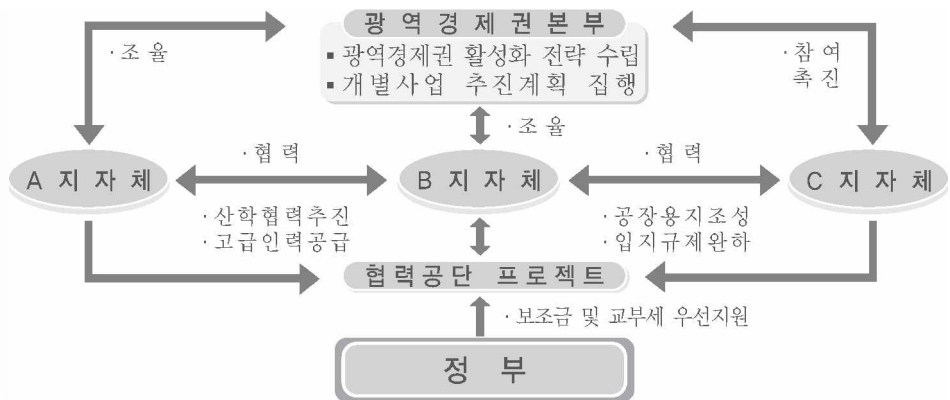 광역경제권본부
▪ 광역경제권 활성화 전략 수립
▪ 개별사업 추진계획 집행
· 조율
· 참여
촉진
· 조율
A 지자체
· 협력
B 지자체
· 협력
C 지자체
· 산학협력추진
· 고급인력공급
· 공장용지조성
· 입지규제완하
협력공단 프로젝트
· 보조금 및 교부세 우선지원
정부